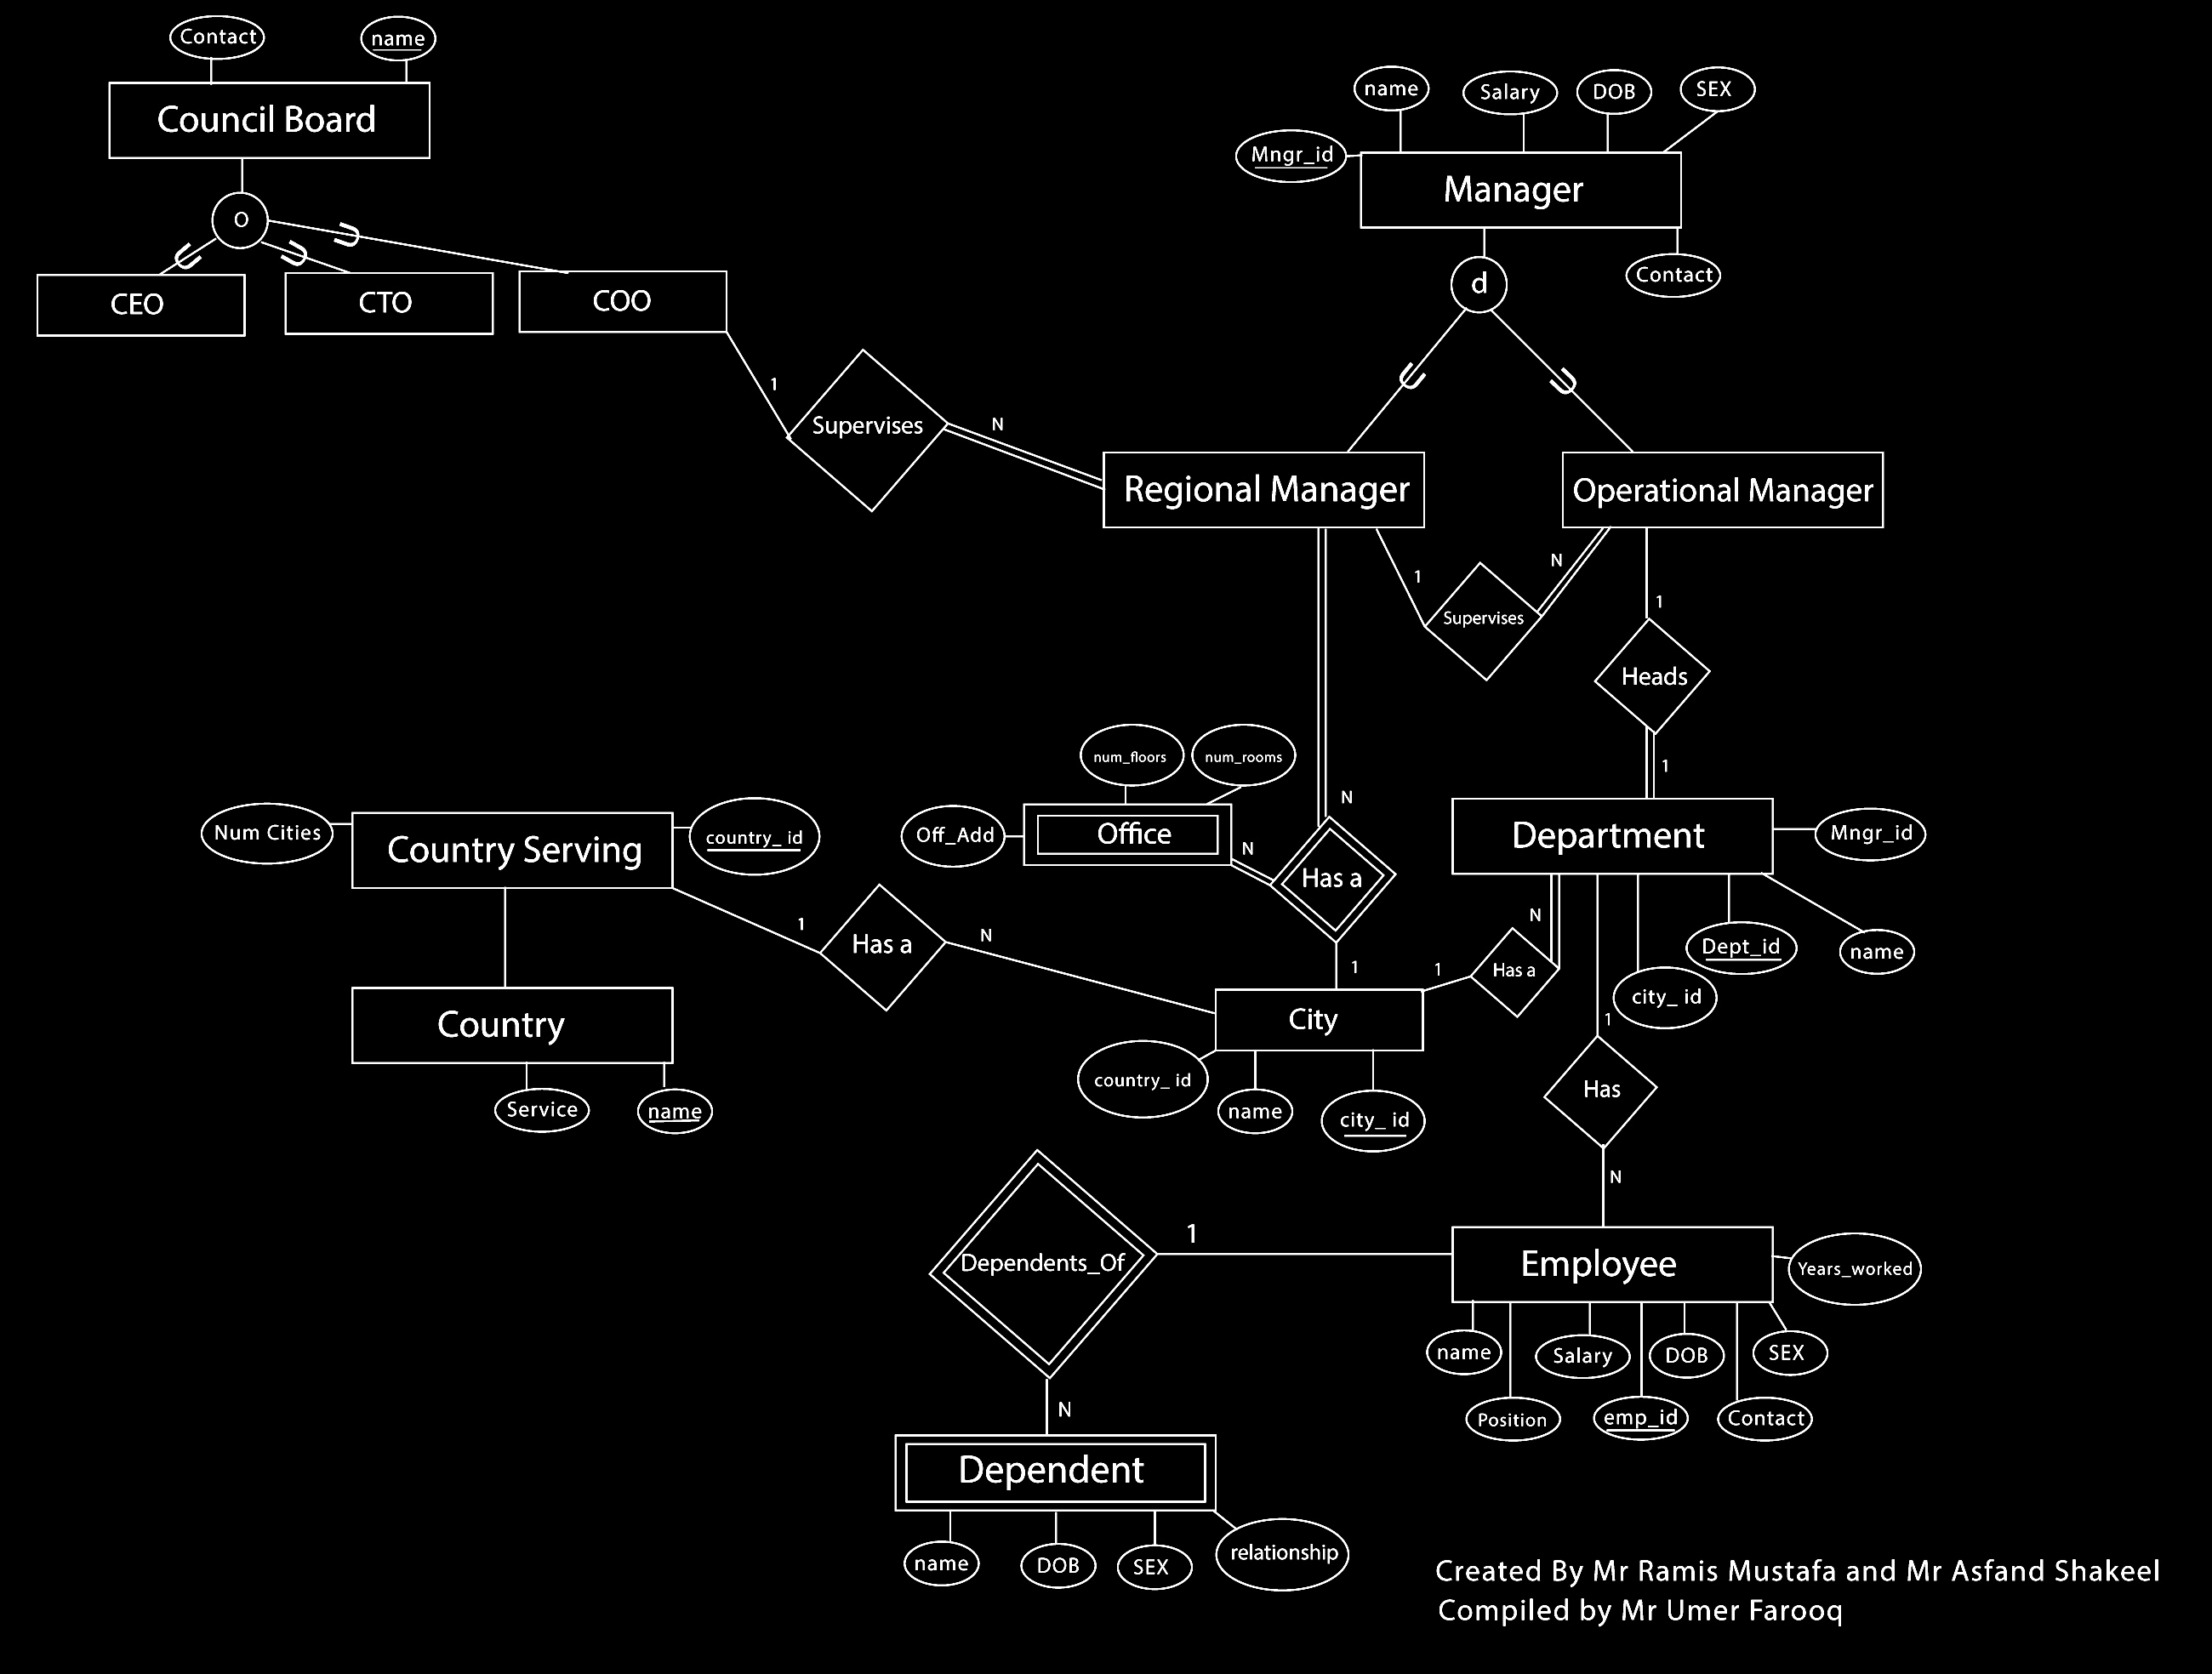 Contact
name
Council Board
o
CEO
CTO
COO
name
Salary
DOB
SEX
Mngr_id
Manager
Contact
d
1
Supervises
N
Regional Manager
Operational Manager
1
Supervises
N
1
Heads
1
num_floors
num_rooms
Off_Add
Office
N
N
Has a
1
Department
Mngr_id
Dept_id
name
city_ id
Num Cities
Country Serving
country_ id
1
Has a
N
1
Has a
N
City
country_ id
name
city_ id
Country
Service
name
1
Has
N
Dependents_Of
1
Employee
Years_worked
name
Salary
DOB
SEX
Position
emp_id
Contact
N
Dependent
name
DOB
SEX
relationship
Created By Mr Ramis Mustafa and Mr Asfand Shakeel
Compiled by Mr Umer Farooq